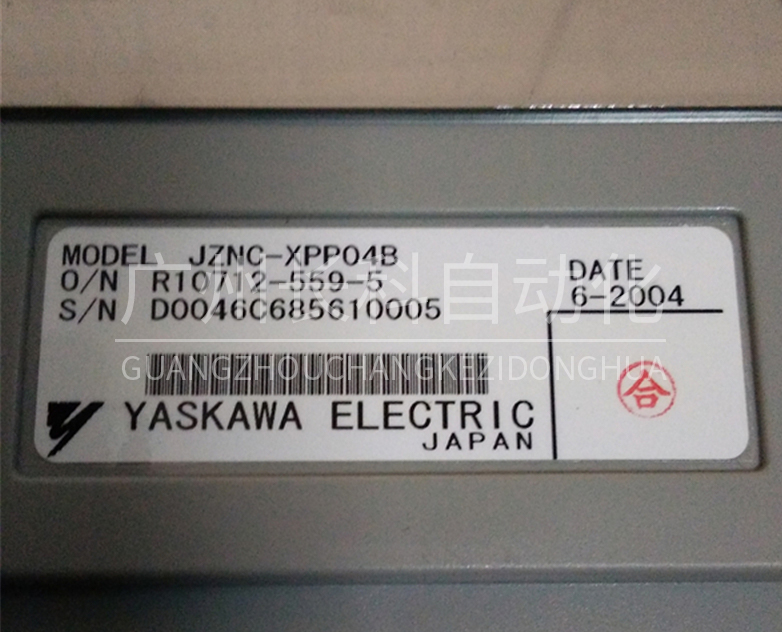 MODEL JZNC-XPP04B
O/N R10712-559-5
S/N D0046C685610005
DATE
6-2004
广州长科自动化
GUANGZHOUCHANGKEZIDONGHUA
合
YASKAWA ELECTRIC
JAPAN